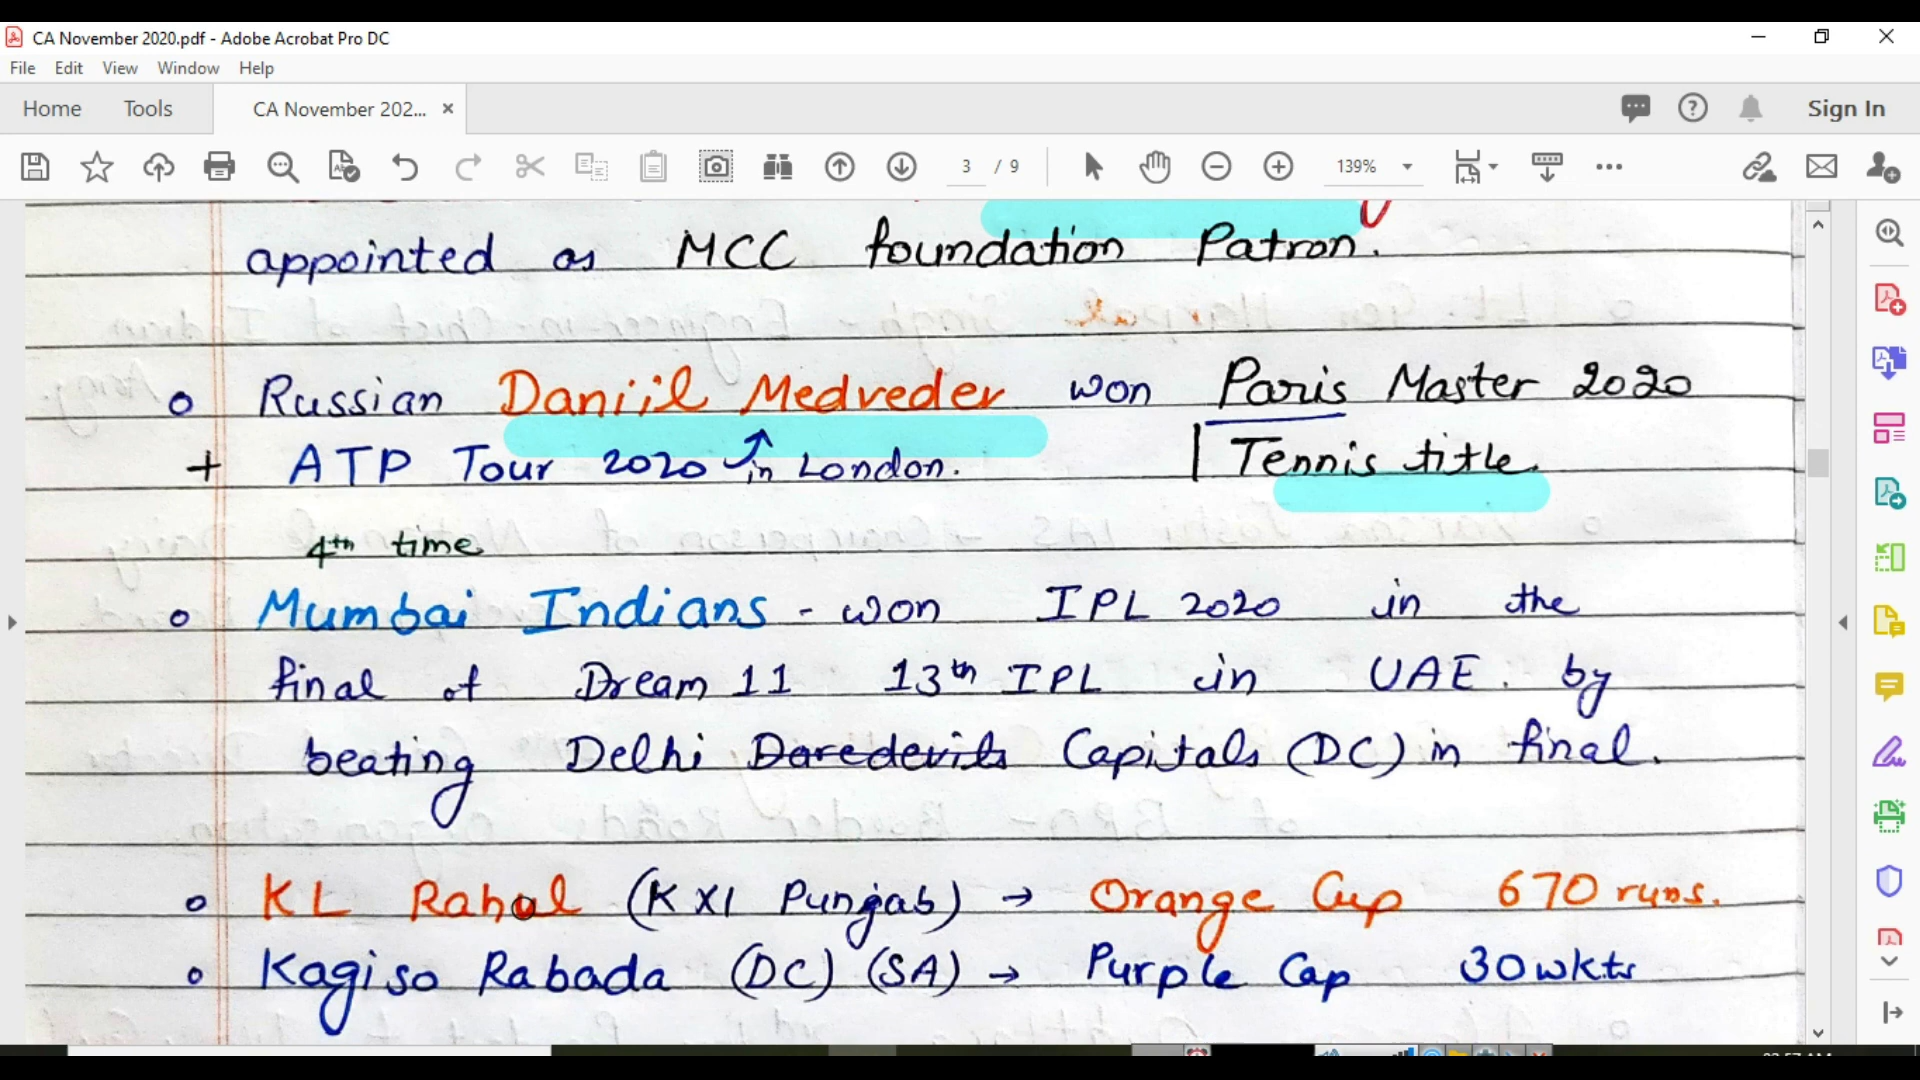 CA November 2020.pdf - Adobe Acrobat Pro DC
File Edit View Window Help
Home Tools CA November 202... × Sign In
3 / 9 139%
appointed as MCC foundation Patron.
o Russian Daniil Medveder won Paris Master 2020
+ ATP Tour 2020 in London. | Tennis title.
4th time
o Mumbai Indians - won IPL 2020 in the
final of Dream 11 13th IPL in UAE. by
beating Delhi Daredevils Capitals (DC) in final.
o KL Rahul (KXI Punjab) → Orange Cup 670 runs.
o Kagiso Rabada (DC) (SA) → Purple Cap 30 wkts